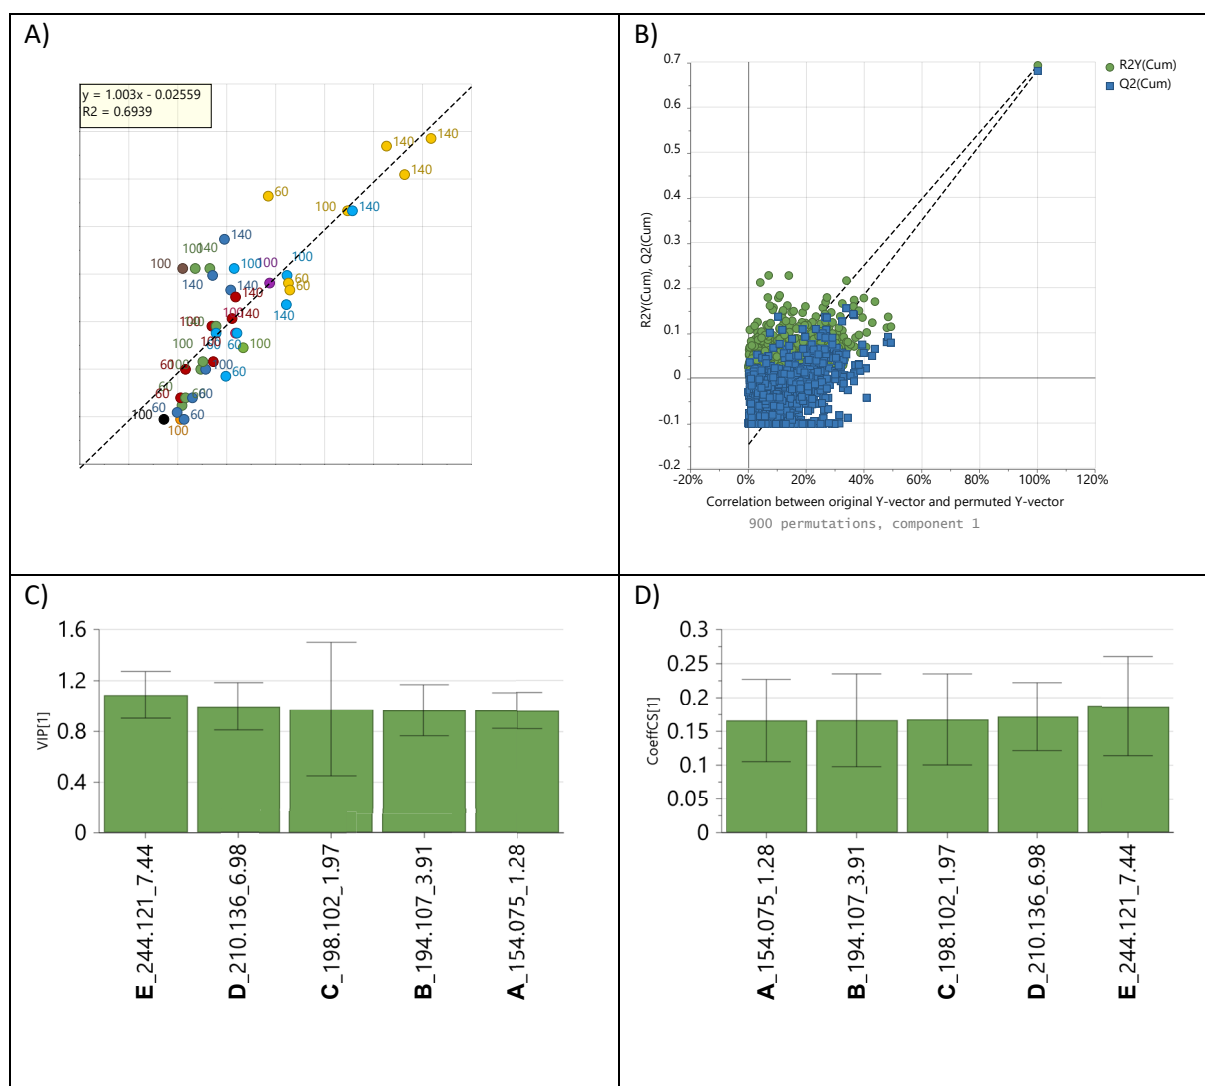 A)
y = 1.003x - 0.02559
R2 = 0.6939
140
140
140
60
100
140
140
100
140
100
100
100
100
140
140
60
60
140
140
100
140
100
100
60
60
100
100
60
100
100
60
60
60
60
60
100
60
100
B)
0.7
0.6
0.5
0.4
0.3
0.2
0.1
0
-0.1
-0.2
R2Y(Cum), Q2(Cum)
R2Y(Cum)
Q2(Cum)
-20%
0%
20%
40%
60%
80%
100%
120%
Correlation between original Y-vector and permuted Y-vector
900 permutations, component 1
C)
1.6
1.2
0.8
0.4
0
VIP[1]
E_244.121_7.44
D_210.136_6.98
C_198.102_1.97
B_194.107_3.91
A_154.075_1.28
D)
0.3
0.25
0.2
0.15
0.1
0.05
0
CoeffCS[1]
A_154.075_1.28
B_194.107_3.91
C_198.102_1.97
D_210.136_6.98
E_244.121_7.44